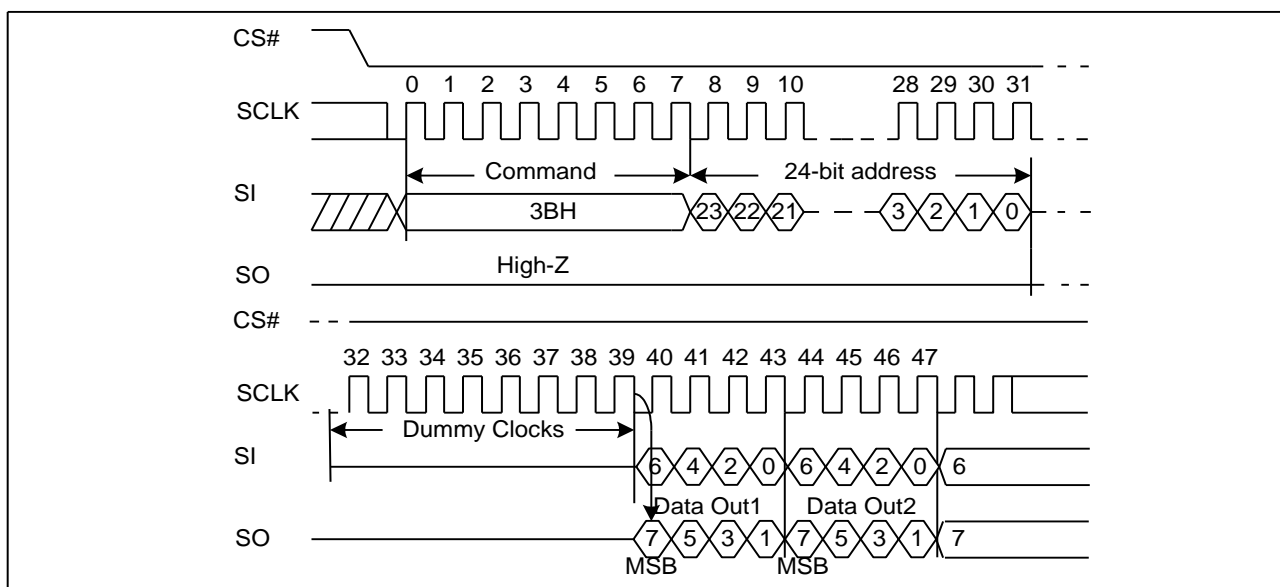 CS#
0 1 2 3 4 5 6 7 8 9 10 28 29 30 31
SCLK
Command 24-bit address
SI
3BH 23 22 21 3 2 1 0
High-Z
SO
CS#
32 33 34 35 36 37 38 39 40 41 42 43 44 45 46 47
SCLK
Dummy Clocks
SI
6 4 2 0 6 4 2 0 6
Data Out1 Data Out2
SO
7 5 3 1 7 5 3 1 7
MSB MSB